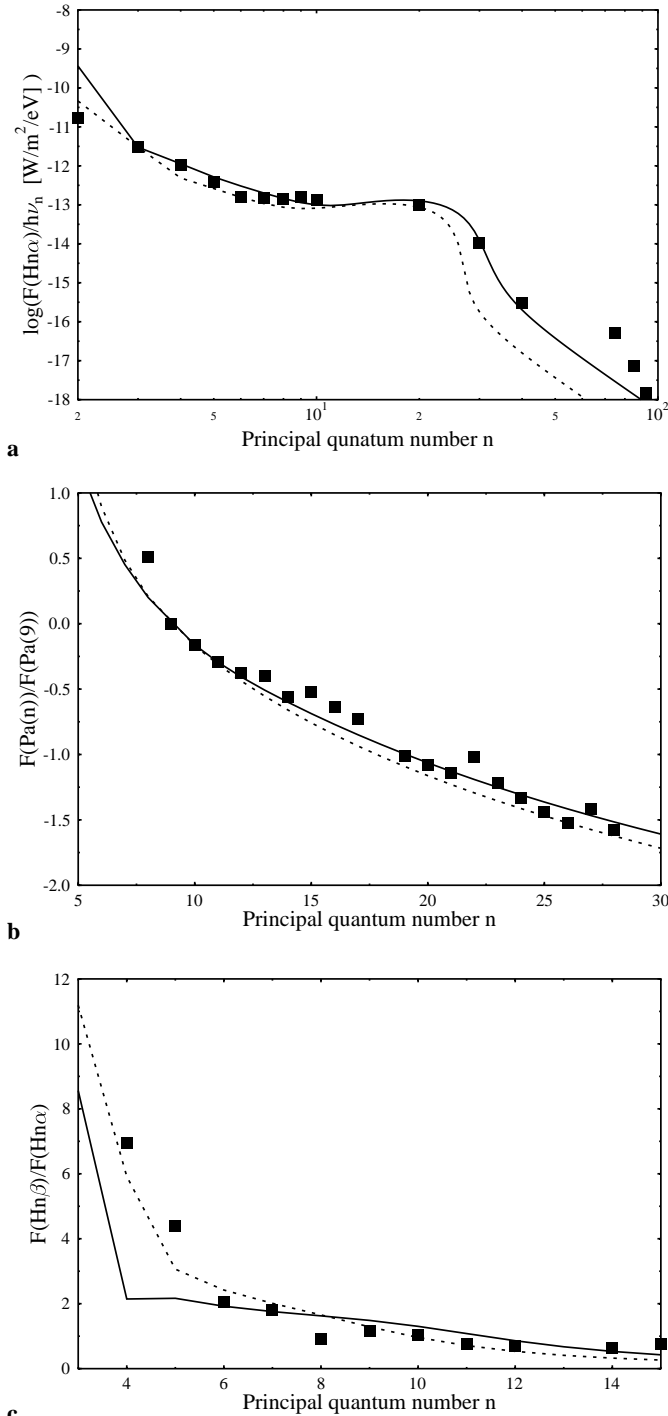 -8
-9
-10
-11
-12
-13
-14
-15
-16
-17
-18
log(F(Hnα)/hν_n [W/m²/eV] )
2 5 10¹ 2 5 10²
Principal qunatum number n
a
1.0
0.5
0.0
-0.5
-1.0
-1.5
-2.0
F(Pa(n))/F(Pa(9))
5 10 15 20 25 30
Principal quantum number n
b
12
10
8
6
4
2
0
F(Hnβ)/F(Hnα)
4 6 8 10 12 14
Principal quantum number n
c